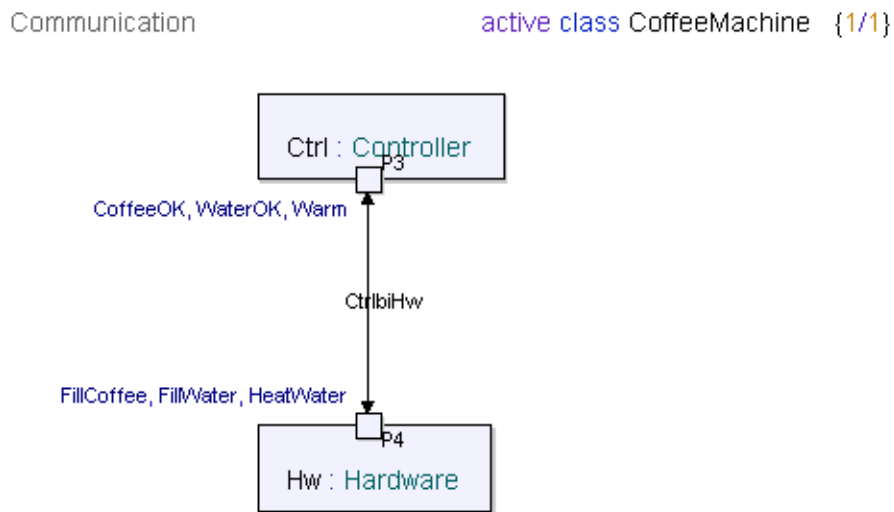 Communication
active class CoffeeMachine {1/1}
Ctrl : Controller
P3
CoffeeOK, WaterOK, Warm
CtrlbiHw
FillCoffee, FillWater, HeatWater
P4
Hw : Hardware